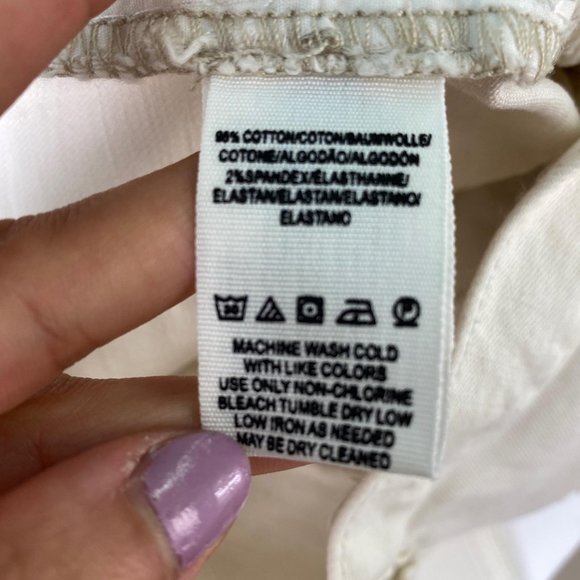 98% COTTON/COTON/BAUMWOLLE/
COTONE/ALGODÃO/ALGODÓN
2%SPANDEX/ÉLASTHANNE/
ELASTAN/ELASTAN/ELASTANO/
ELASTANO
30
P
MACHINE WASH COLD
WITH LIKE COLORS
USE ONLY NON-CHLORINE
BLEACH TUMBLE DRY LOW
LOW IRON AS NEEDED
MAY BE DRY CLEANED